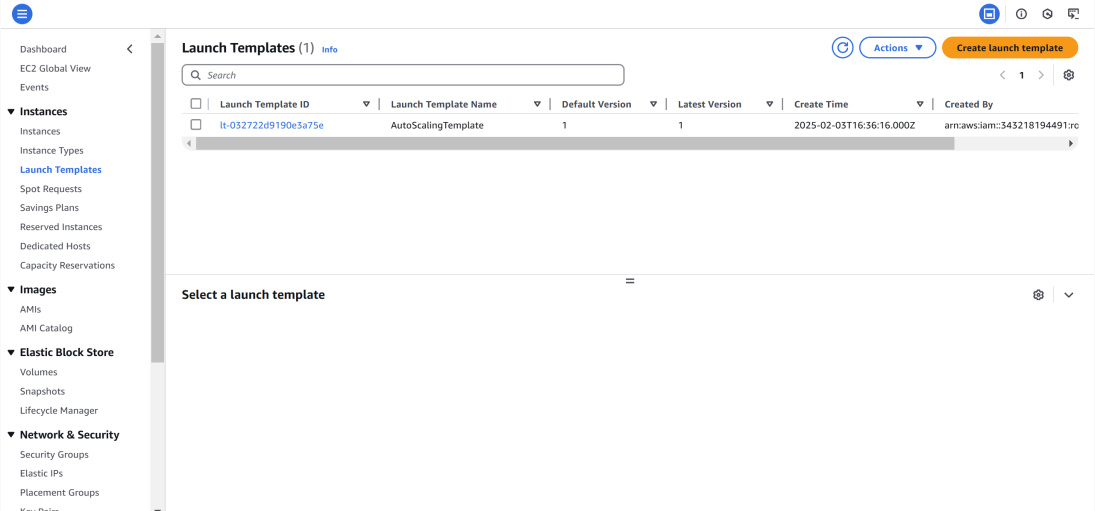 Dashboard
EC2 Global View
Events
Instances
Instances
Instance Types
Launch Templates
Spot Requests
Savings Plans
Reserved Instances
Dedicated Hosts
Capacity Reservations
Images
AMIs
AMI Catalog
Elastic Block Store
Volumes
Snapshots
Lifecycle Manager
Network & Security
Security Groups
Elastic IPs
Placement Groups
Key Pairs
Launch Templates (1) Info
Actions
Create launch template
Search
1
Launch Template ID Launch Template Name Default Version Latest Version Create Time Created By
lt-032722d9190e3a75e AutoScalingTemplate 1 1 2025-02-03T16:36:16.000Z arn:aws:iam::343218194491:ro
Select a launch template